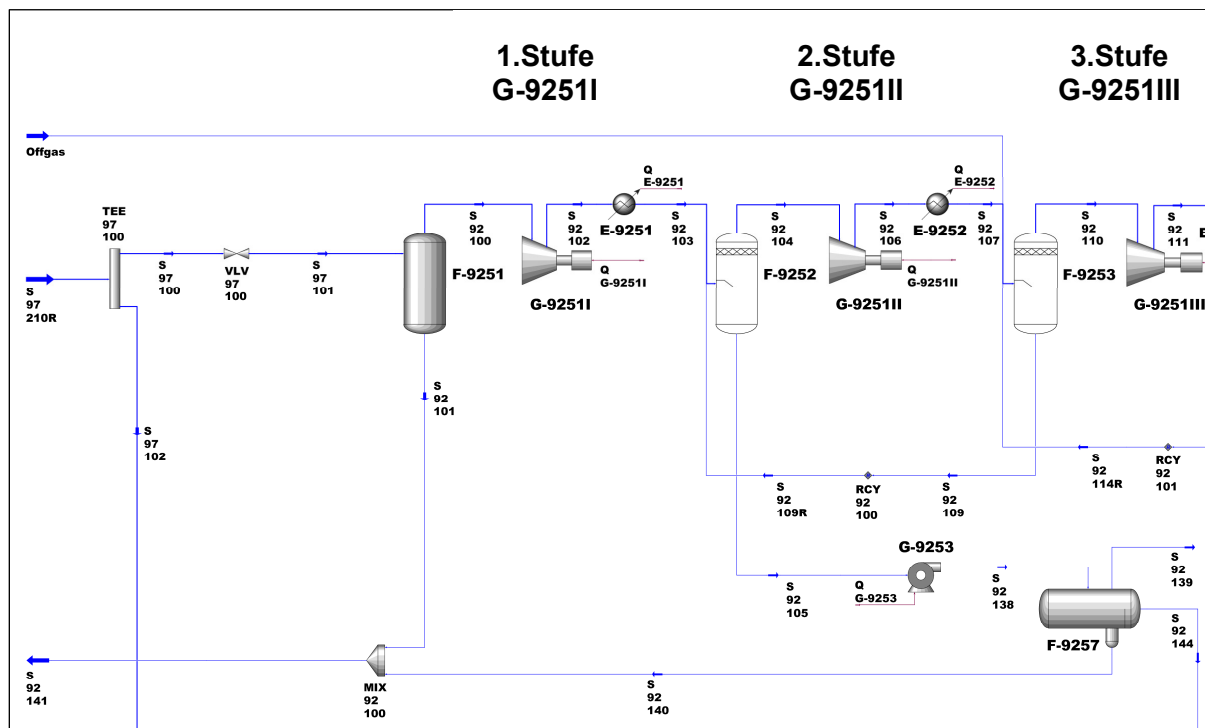 1.Stufe
G-9251I
2.Stufe
G-9251II
3.Stufe
G-9251III
Offgas
TEE
97
100
S
97
210R
S
97
100
VLV
97
100
S
97
101
S
97
102
F-9251
S
92
100
S
92
101
G-9251I
Q
G-9251I
S
92
102
E-9251
Q
E-9251
S
92
103
F-9252
S
92
104
G-9251II
Q
G-9251II
S
92
106
E-9252
Q
E-9252
S
92
107
F-9253
S
92
110
G-9251III
S
92
111
E
S
92
109R
RCY
92
100
S
92
109
S
92
114R
RCY
92
101
S
92
105
G-9253
Q
G-9253
S
92
138
F-9257
S
92
139
S
92
144
S
92
141
MIX
92
100
S
92
140